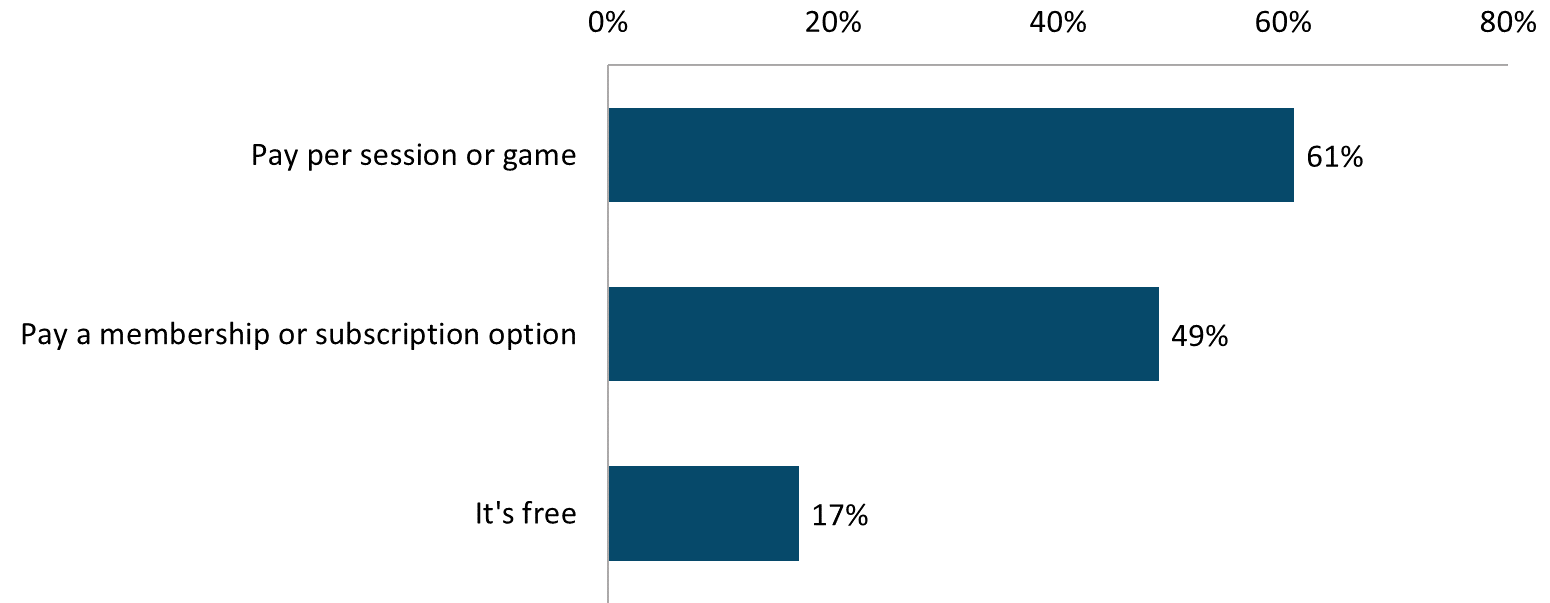 0% 20% 40% 60% 80%
Pay per session or game 61%
Pay a membership or subscription option 49%
It's free 17%